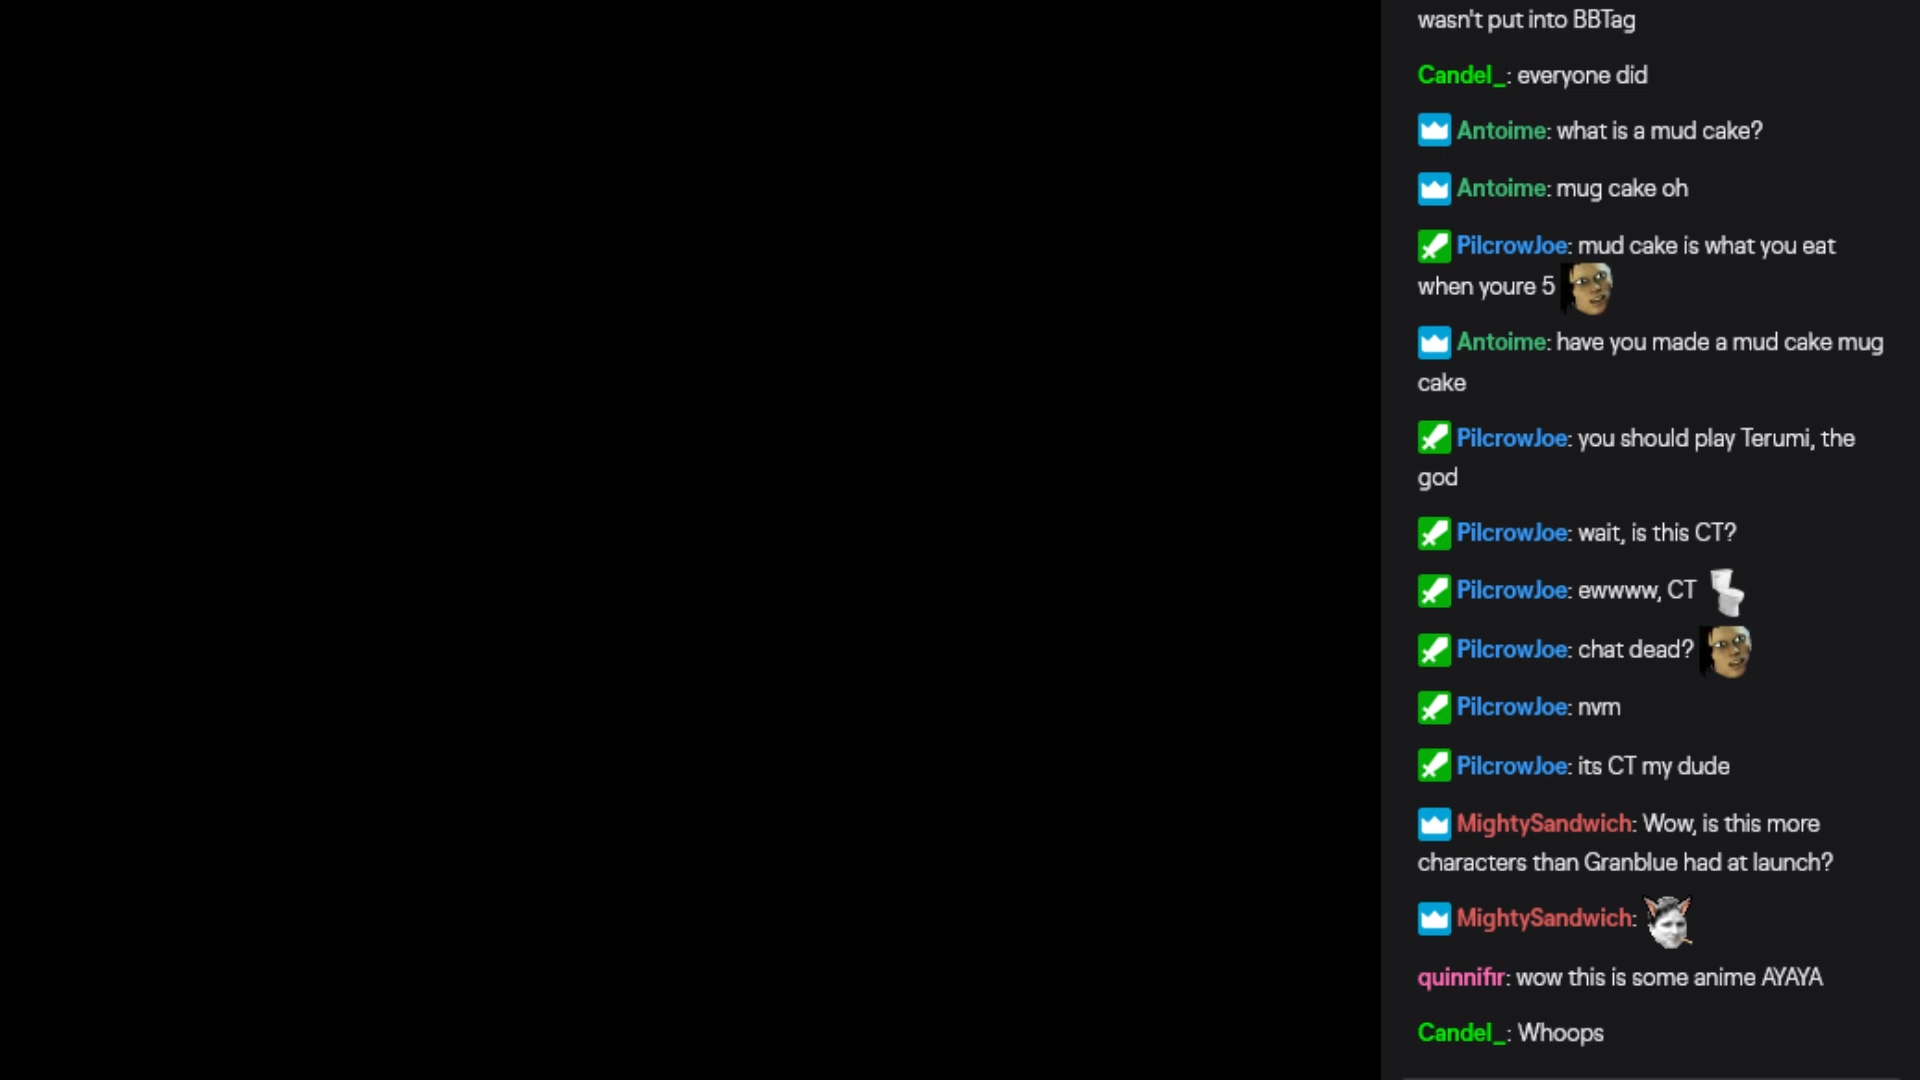 wasn't put into BBTag
Candel_: everyone did
Antoime: what is a mud cake?
Antoime: mug cake oh
PilcrowJoe: mud cake is what you eat
when youre 5
Antoime: have you made a mud cake mug
cake
PilcrowJoe: you should play Terumi, the
god
PilcrowJoe: wait, is this CT?
PilcrowJoe: ewwww, CT
PilcrowJoe: chat dead?
PilcrowJoe: nvm
PilcrowJoe: its CT my dude
MightySandwich: Wow, is this more
characters than Granblue had at launch?
MightySandwich:
quinnifir: wow this is some anime AYAYA
Candel_: Whoops